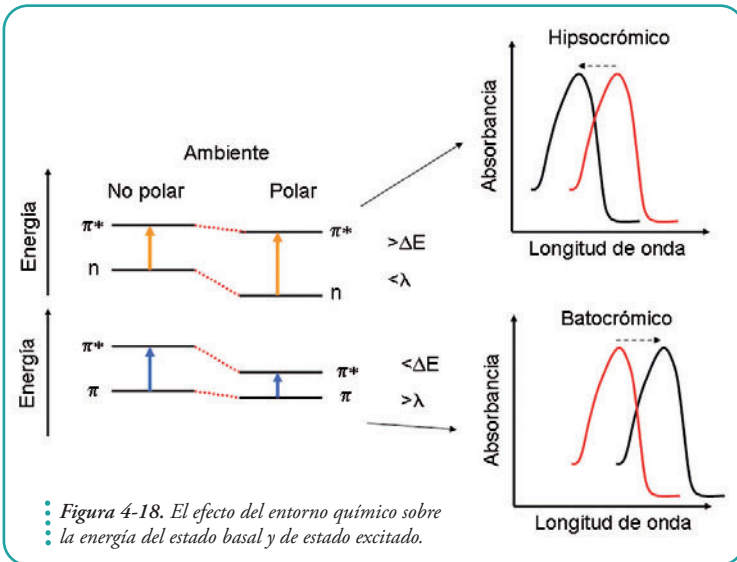 Hipsocrómico
Absorbancia
Longitud de onda
Ambiente
No polar
Polar
Energía
π*
π*
n
n
>ΔE
<λ
Energía
π*
π*
π
π
<ΔE
>λ
Batocrómico
Absorbancia
Longitud de onda
Figura 4-18. El efecto del entorno químico sobre
la energía del estado basal y de estado excitado.